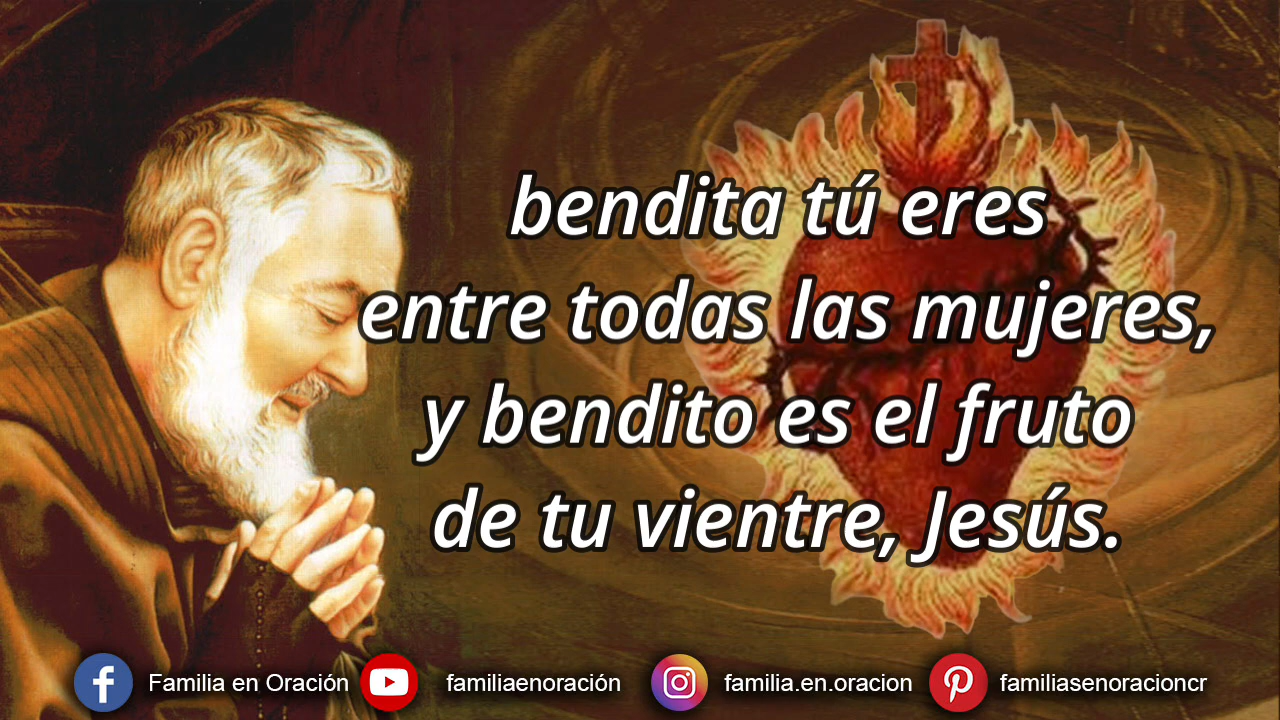 bendita tú eres
entre todas las mujeres,
y bendito es el fruto
de tu vientre, Jesús.
Familia en Oración familiaenoración familia.en.oracion familiasenoracioncr